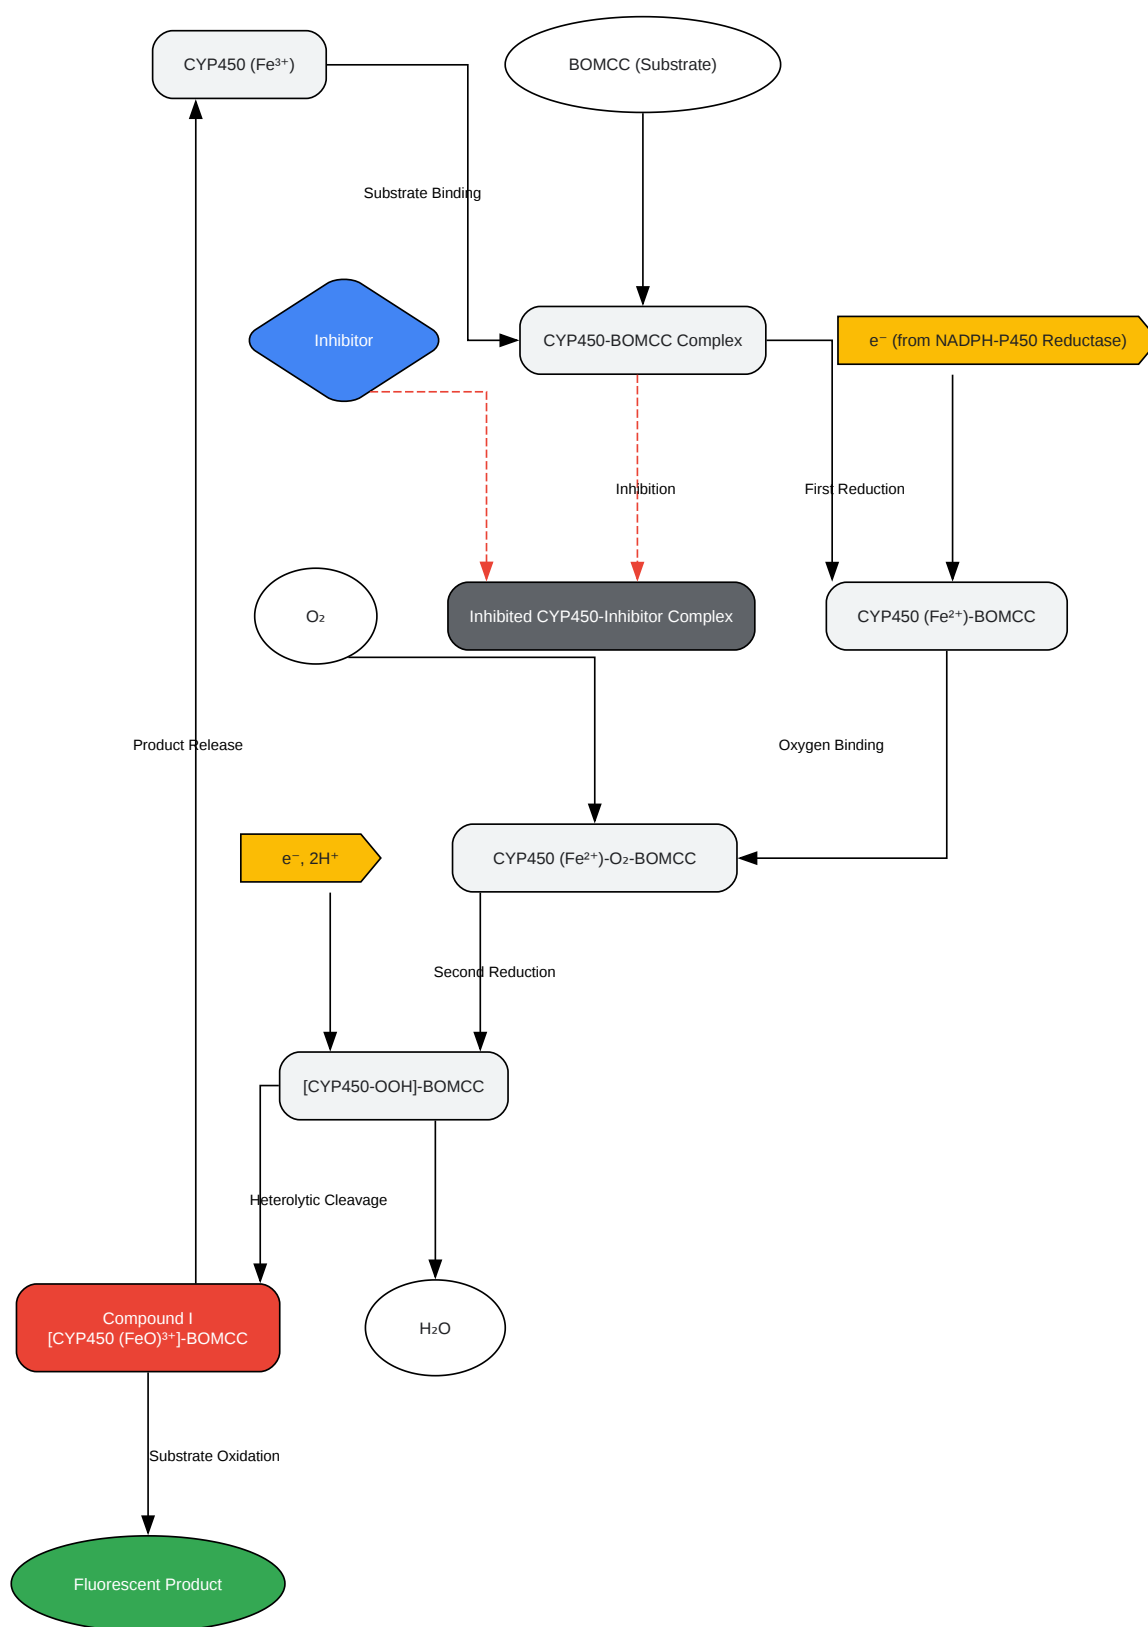 CYP450 (Fe³⁺)
BOMCC (Substrate)
Substrate Binding
Inhibitor
CYP450-BOMCC Complex
e⁻ (from NADPH-P450 Reductase)
Inhibition
First Reduction
O₂
Inhibited CYP450-Inhibitor Complex
CYP450 (Fe²⁺)-BOMCC
Product Release
Oxygen Binding
e⁻, 2H⁺
CYP450 (Fe²⁺)-O₂-BOMCC
Second Reduction
[CYP450-OOH]-BOMCC
Heterolytic Cleavage
Compound I
[CYP450 (FeO)³⁺]-BOMCC
H₂O
Substrate Oxidation
Fluorescent Product